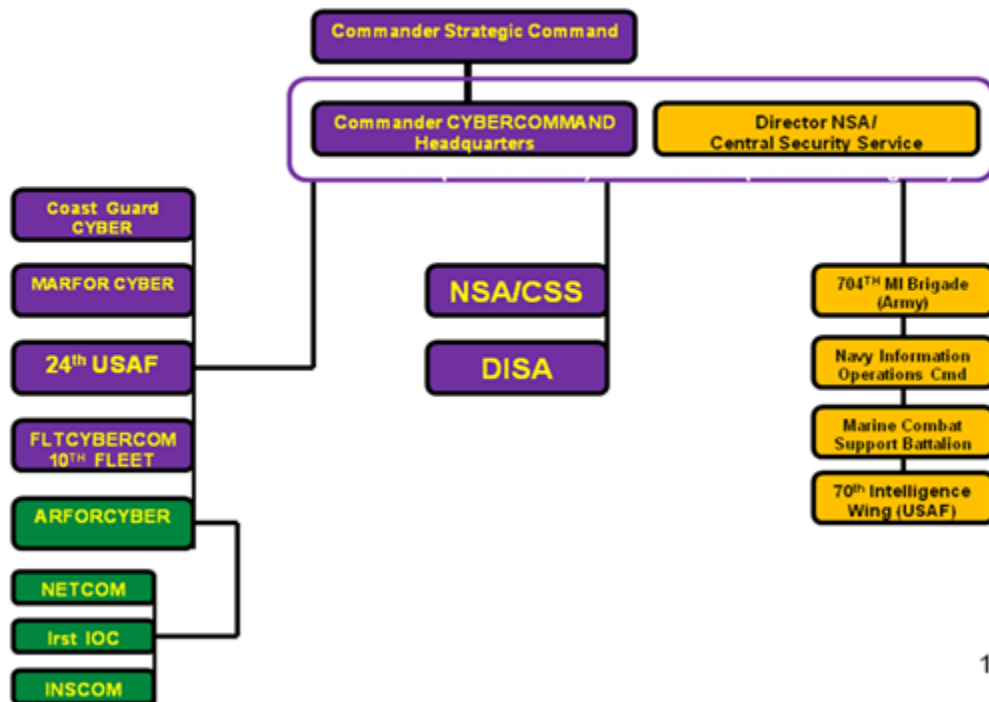 Commander Strategic Command
Commander CYBERCOMMAND
Headquarters
Director NSA/
Central Security Service
Coast Guard
CYBER
MARFOR CYBER
24th USAF
FLTCYBERCOM
10TH FLEET
ARFORCYBER
NETCOM
Irst IOC
INSCOM
NSA/CSS
DISA
704TH MI Brigade
(Army)
Navy Information
Operations Cmd
Marine Combat
Support Battalion
70th Intelligence
Wing (USAF)
1